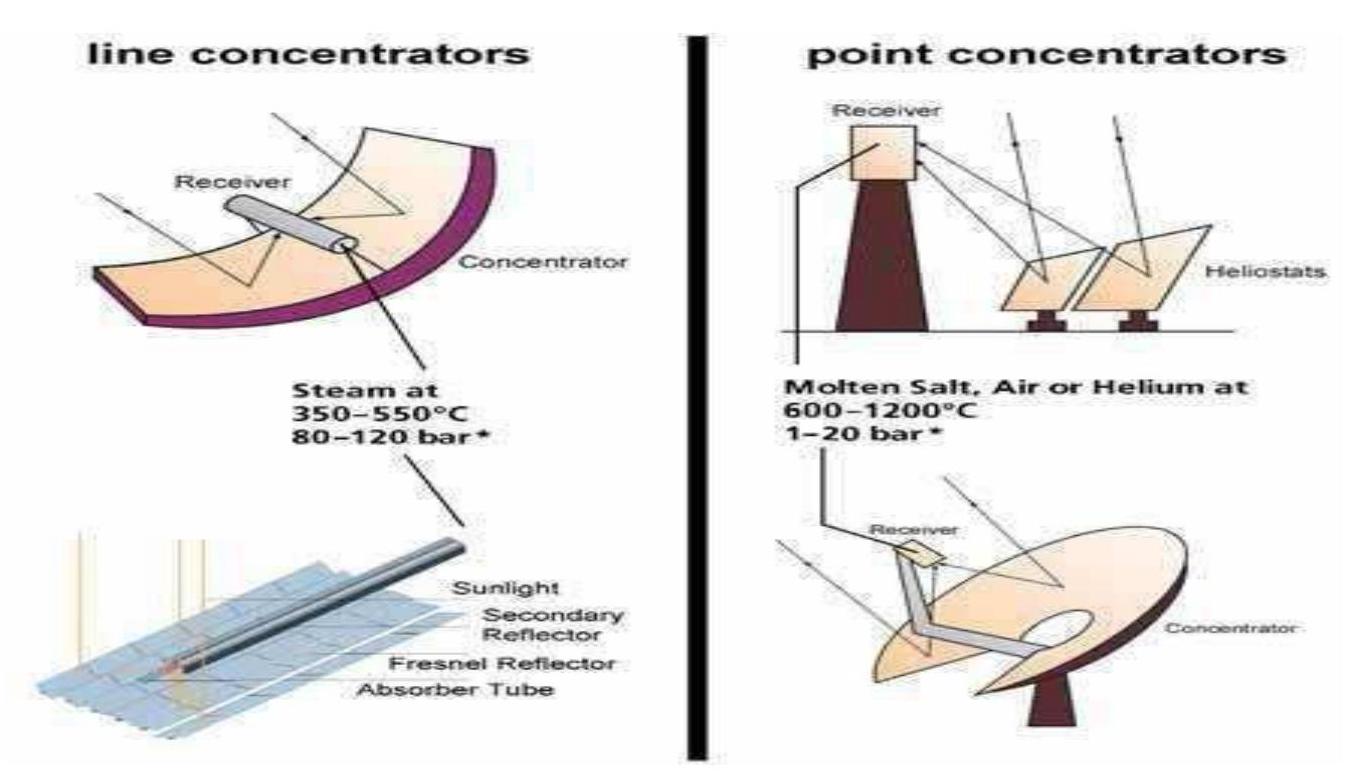 line concentrators
Receiver
Concentrator
Steam at
350–550°C
80–120 bar*
Sunlight
Secondary
Reflector
Fresnel Reflector
Absorber Tube
point concentrators
Receiver
Heliostats
Molten Salt, Air or Helium at
600–1200°C
1–20 bar*
Receiver
Concentrator